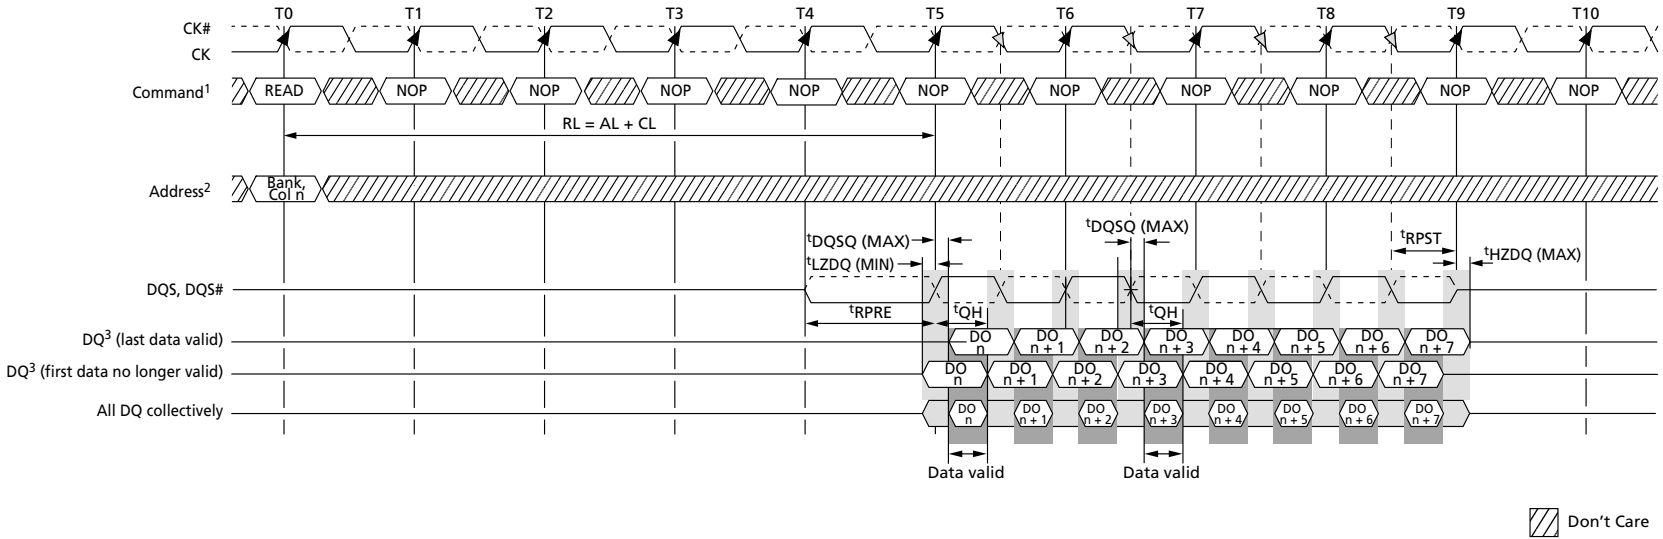 T0 T1 T2 T3 T4 T5 T6 T7 T8 T9 T10
CK#
CK
Command¹ READ NOP NOP NOP NOP NOP NOP NOP NOP NOP NOP
RL = AL + CL
Address² Bank,
Col n
tDQSQ (MAX) tDQSQ (MAX) tRPST
tLZDQ (MIN) tHZDQ (MAX)
DQS, DQS#
tRPRE tQH tQH
DQ³ (last data valid) DO n DO n + 1 DO n + 2 DO n + 3 DO n + 4 DO n + 5 DO n + 6 DO n + 7
DQ³ (first data no longer valid) DO n DO n + 1 DO n + 2 DO n + 3 DO n + 4 DO n + 5 DO n + 6 DO n + 7
All DQ collectively DO n DO n + 1 DO n + 2 DO n + 3 DO n + 4 DO n + 5 DO n + 6 DO n + 7
Data valid Data valid
Don't Care